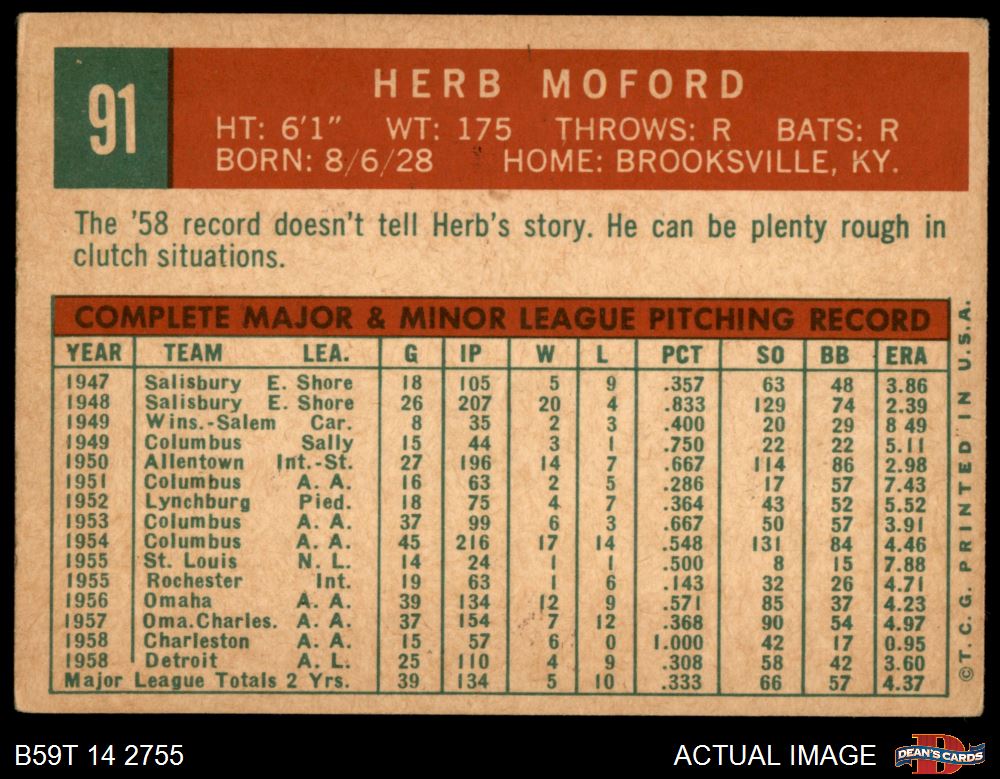 91
HERB MOFORD
HT: 6'1" WT: 175 THROWS: R BATS: R
BORN: 8/6/28 HOME: BROOKSVILLE, KY.
The '58 record doesn't tell Herb's story. He can be plenty rough in
clutch situations.
COMPLETE MAJOR & MINOR LEAGUE PITCHING RECORD
YEAR TEAM LEA. G IP W L PCT SO BB ERA
1947 Salisbury E. Shore 18 105 5 9 .357 63 48 3.86
1948 Salisbury E. Shore 26 207 20 4 .833 129 74 2.39
1949 Wins.-Salem Car. 8 35 2 3 .400 20 29 8 49
1949 Columbus Sally 15 44 3 1 .750 22 22 5.11
1950 Allentown Int.-St. 27 196 14 7 .667 114 86 2.98
1951 Columbus A. A. 16 63 2 5 .286 17 57 7.43
1952 Lynchburg Pied. 18 75 4 7 .364 43 52 5.52
1953 Columbus A. A. 37 99 6 3 .667 50 57 3.91
1954 Columbus A. A. 45 216 17 14 .548 131 84 4.46
1955 St. Louis N. L. 14 24 1 1 .500 8 15 7.88
1955 Rochester Int. 19 63 1 6 .143 32 26 4.71
1956 Omaha A. A. 39 134 12 9 .571 85 37 4.23
1957 Oma.Charles. A. A. 37 154 7 12 .368 90 54 4.97
1958 Charleston A. A. 15 57 6 0 1.000 42 17 0.95
1958 Detroit A. L. 25 110 4 9 .308 58 42 3.60
Major League Totals 2 Yrs. 39 134 5 10 .333 66 57 4.37
©T. C. G. PRINTED IN U.S.A.
B59T 14 2755
ACTUAL IMAGE
DEAN'S CARDS